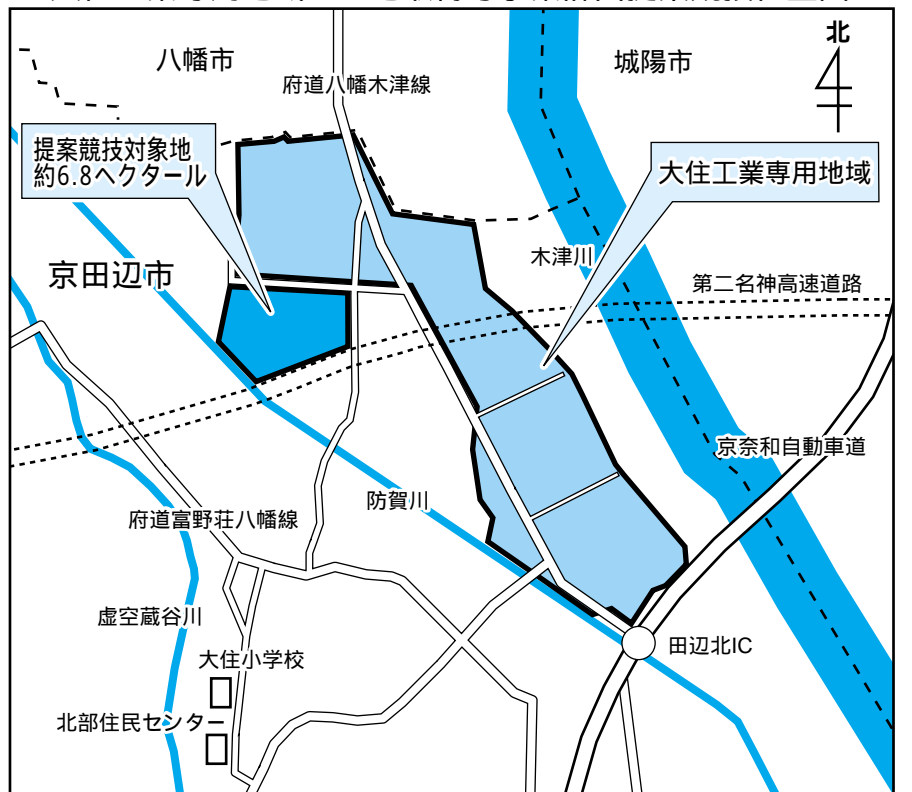 八幡市
城陽市
北
府道八幡木津線
提案競技対象地
約6.8ヘクタール
大住工業専用地域
木津川
京田辺市
第二名神高速道路
京奈和自動車道
防賀川
府道富野荘八幡線
虚空蔵谷川
田辺北IC
大住小学校
北部住民センター